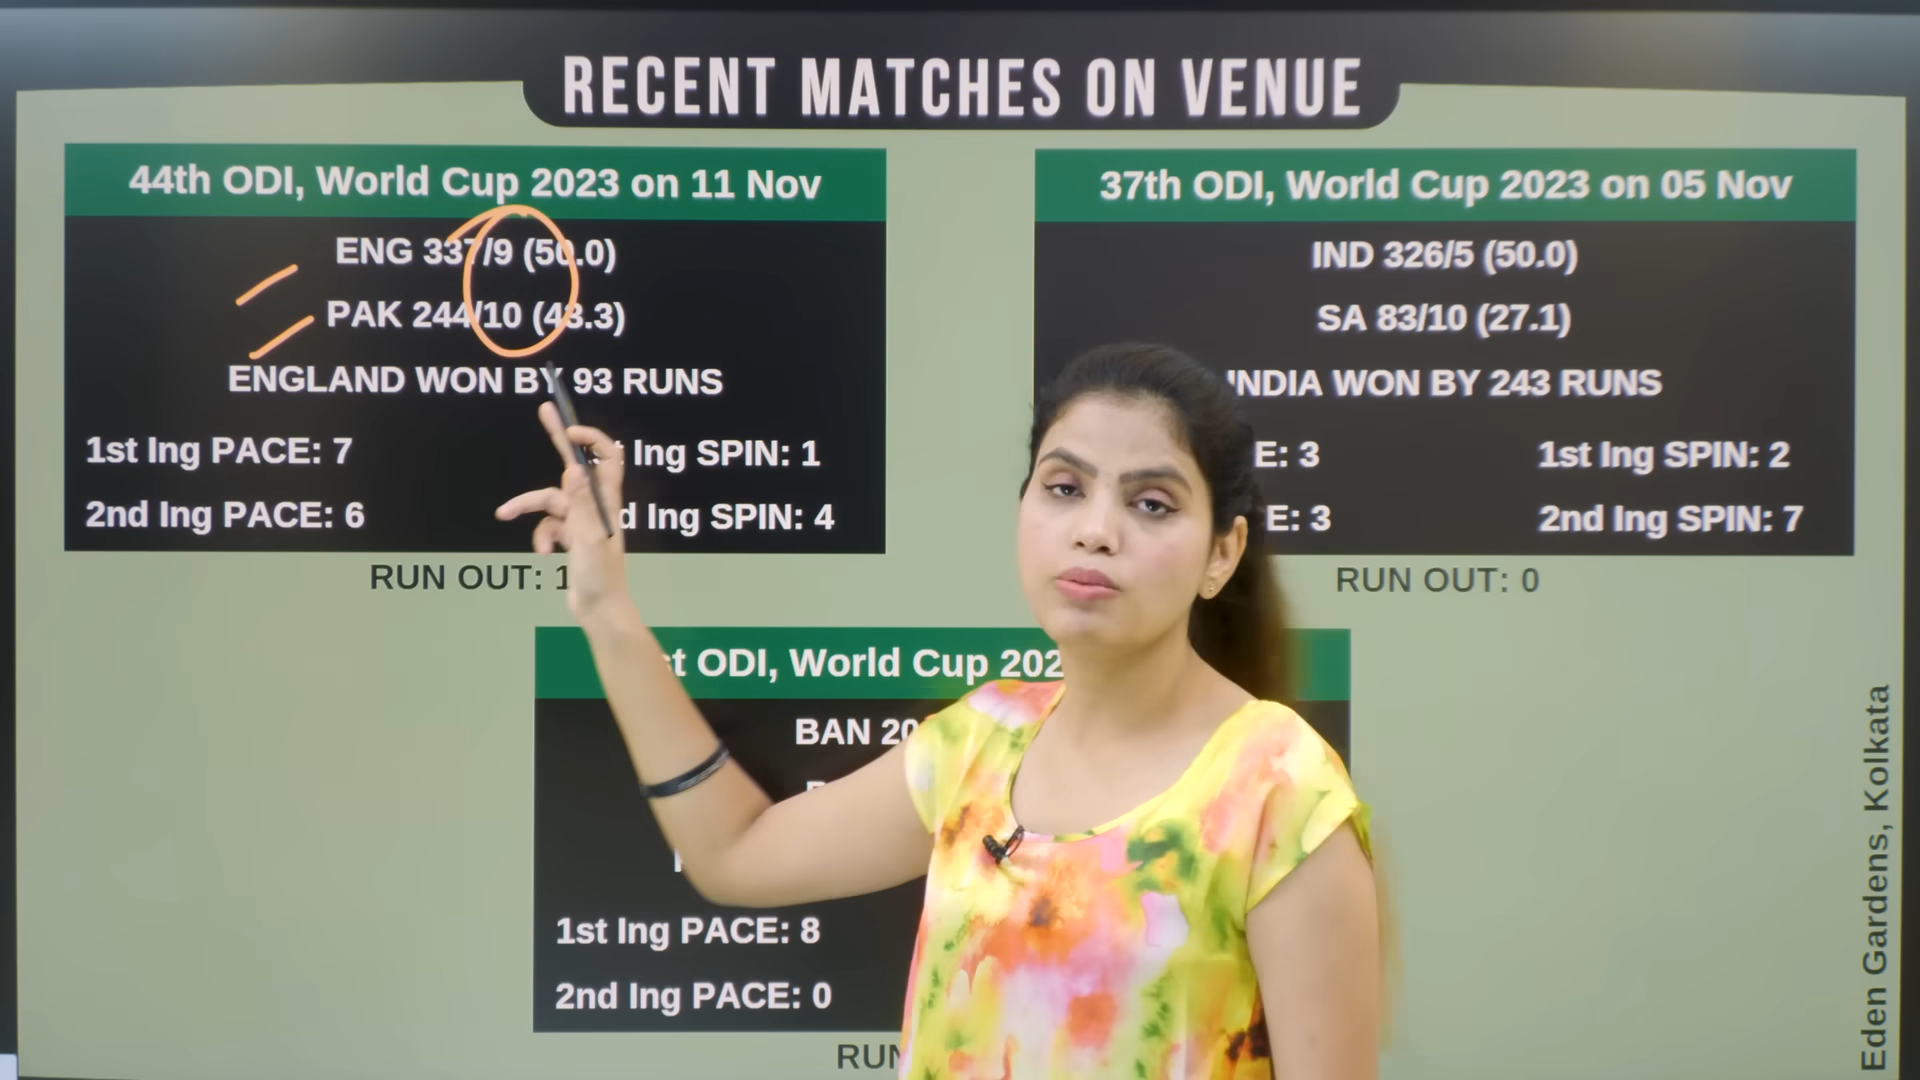 RECENT MATCHES ON VENUE
44th ODI, World Cup 2023 on 11 Nov
ENG 337/9 (50.0)
PAK 244/10 (43.3)
ENGLAND WON BY 93 RUNS
1st Ing PACE: 7
Ing SPIN: 1
2nd Ing PACE: 6
Ing SPIN: 4
RUN OUT: 1
37th ODI, World Cup 2023 on 05 Nov
IND 326/5 (50.0)
SA 83/10 (27.1)
INDIA WON BY 243 RUNS
3
1st Ing SPIN: 2
3
2nd Ing SPIN: 7
RUN OUT: 0
ODI, World Cup
BAN
1st Ing PACE: 8
2nd Ing PACE: 0
Eden Gardens, Kolkata